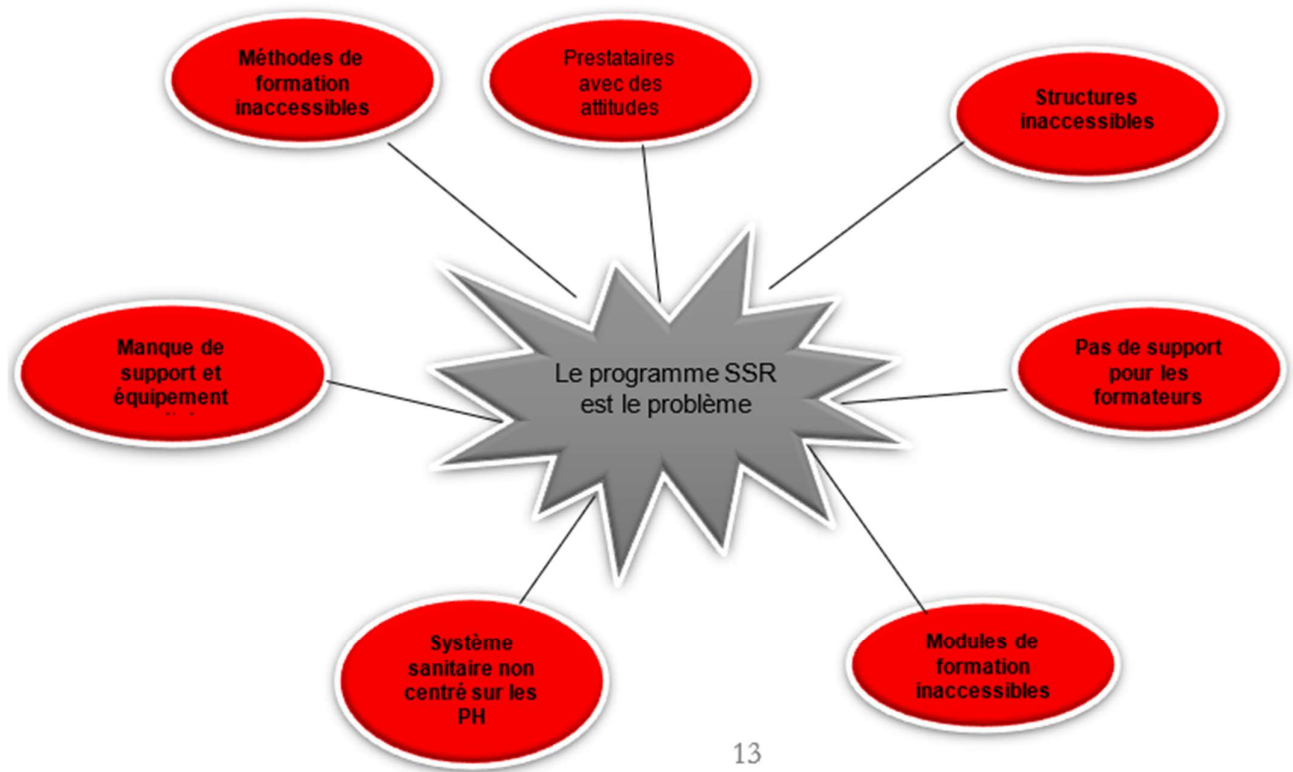 Méthodes de
formation
inaccessibles
Prestataires
avec des
attitudes
Structures
inaccessibles
Manque de
support et
équipement
Le programme SSR
est le problème
Pas de support
pour les
formateurs
Système
sanitaire non
centré sur les
PH
Modules de
formation
inaccessibles
13